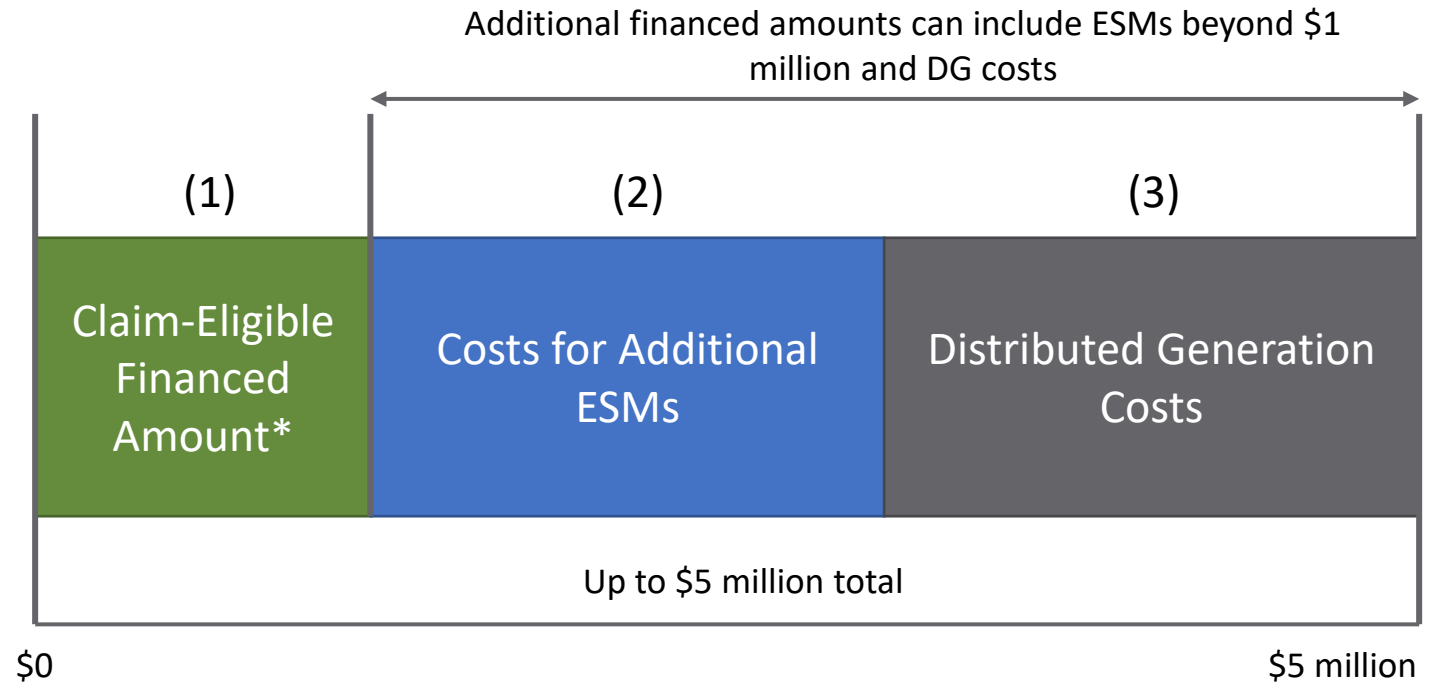 Additional financed amounts can include ESMs beyond $1
million and DG costs
(1)
(2)
(3)
Claim-Eligible
Financed
Amount*
Costs for Additional
ESMs
Distributed Generation
Costs
Up to $5 million total
$0
$5 million